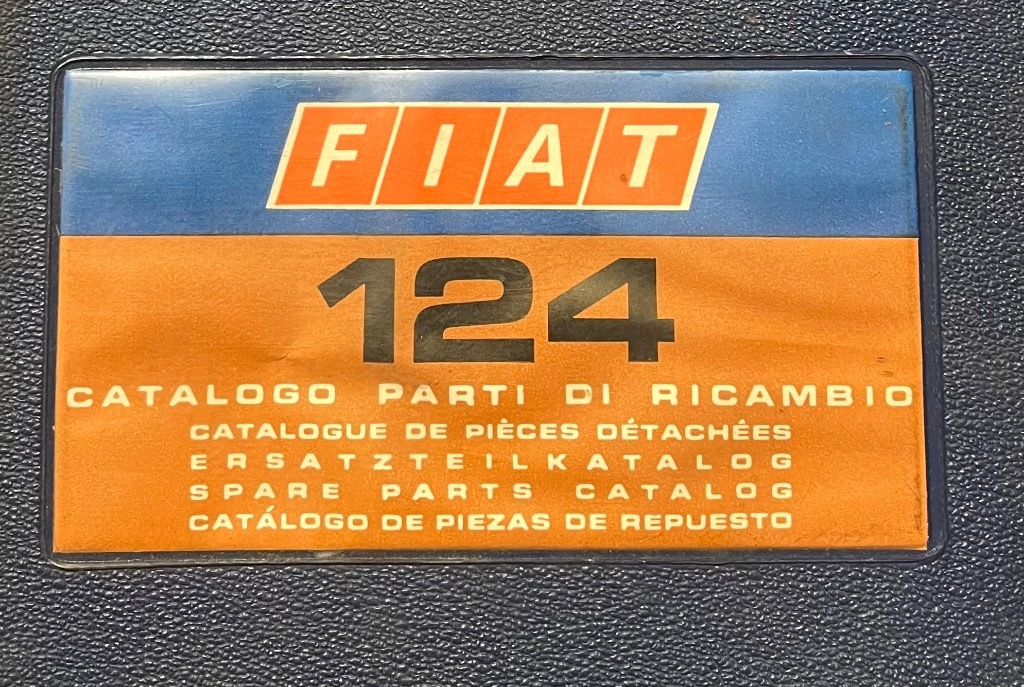 FIAT
124
CATALOGO PARTI DI RICAMBIO
CATALOGUE DE PIÈCES DÉTACHÉES
ERSATZTEILKATALOG
SPARE PARTS CATALOG
CATÁLOGO DE PIEZAS DE REPUESTO